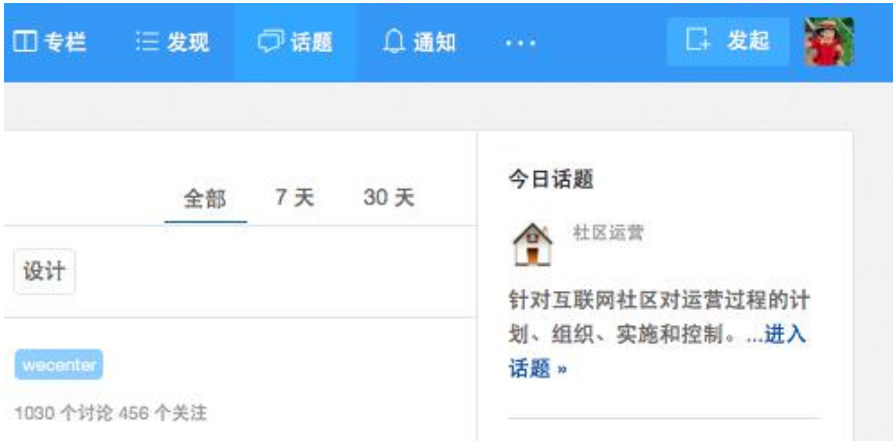 专栏 发现 话题 通知 ... 发起
全部 7 天 30 天
设计
wecenter
1030 个讨论 456 个关注
今日话题
社区运营
针对互联网社区对运营过程的计
划、组织、实施和控制。...进入
话题 »